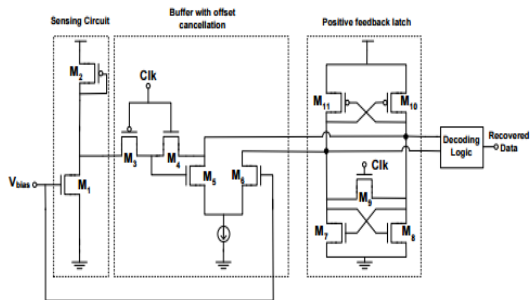 Sensing Circuit
Buffer with offset
cancellation
Positive feedback latch
M2
Clk
M11
M10
M3
M4
Decoding
Logic
Recovered
Data
Vbias
M1
M5
M6
Clk
M9
M7
M8